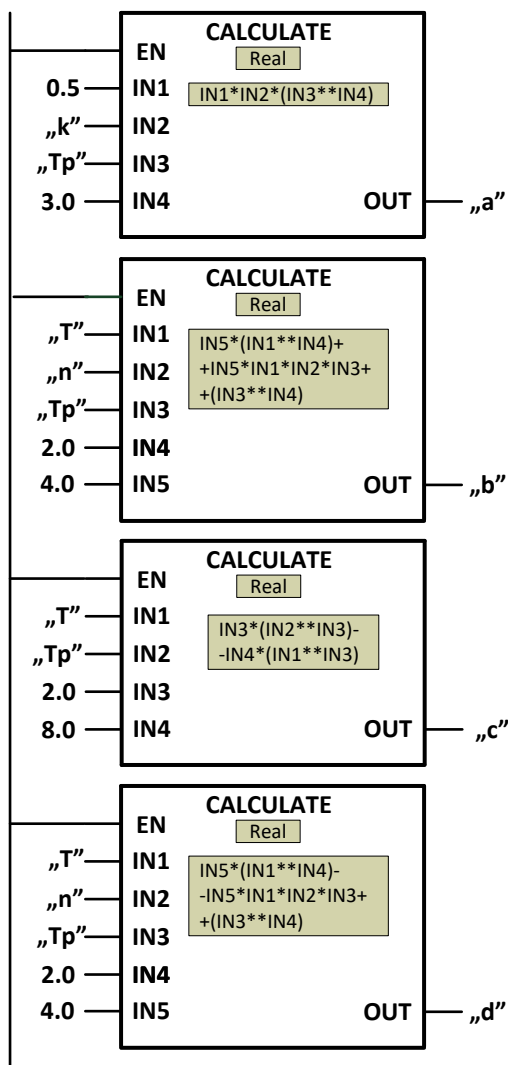 CALCULATE
EN
Real
0.5 IN1 IN1*IN2*(IN3**IN4)
„k” IN2
„Tp” IN3
3.0 IN4 OUT „a”
CALCULATE
EN
Real
„T” IN1 IN5*(IN1**IN4)+
„n” IN2 +IN5*IN1*IN2*IN3+
+(IN3**IN4)
„Tp” IN3
2.0 IN4
4.0 IN5 OUT „b”
CALCULATE
EN
Real
„T” IN1
IN3*(IN2**IN3)-
„Tp” IN2 -IN4*(IN1**IN3)
2.0 IN3
8.0 IN4 OUT „c”
CALCULATE
EN
Real
„T” IN1 IN5*(IN1**IN4)-
„n” IN2 -IN5*IN1*IN2*IN3+
+(IN3**IN4)
„Tp” IN3
2.0 IN4
4.0 IN5 OUT „d”